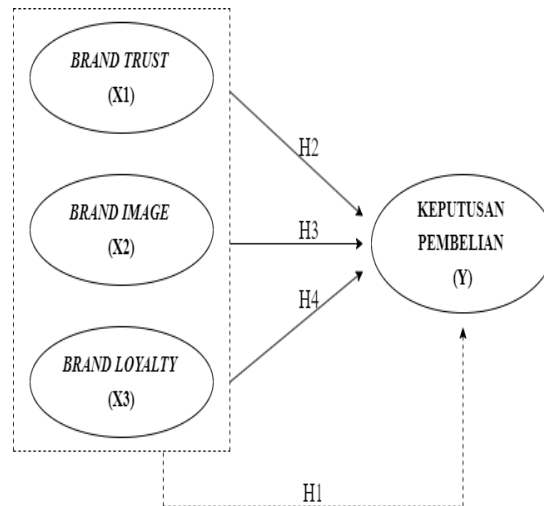 BRAND TRUST
(X1)
H2
BRAND IMAGE
(X2)
H3
KEPUTUSAN
PEMBELIAN
(Y)
H4
BRAND LOYALTY
(X3)
H1